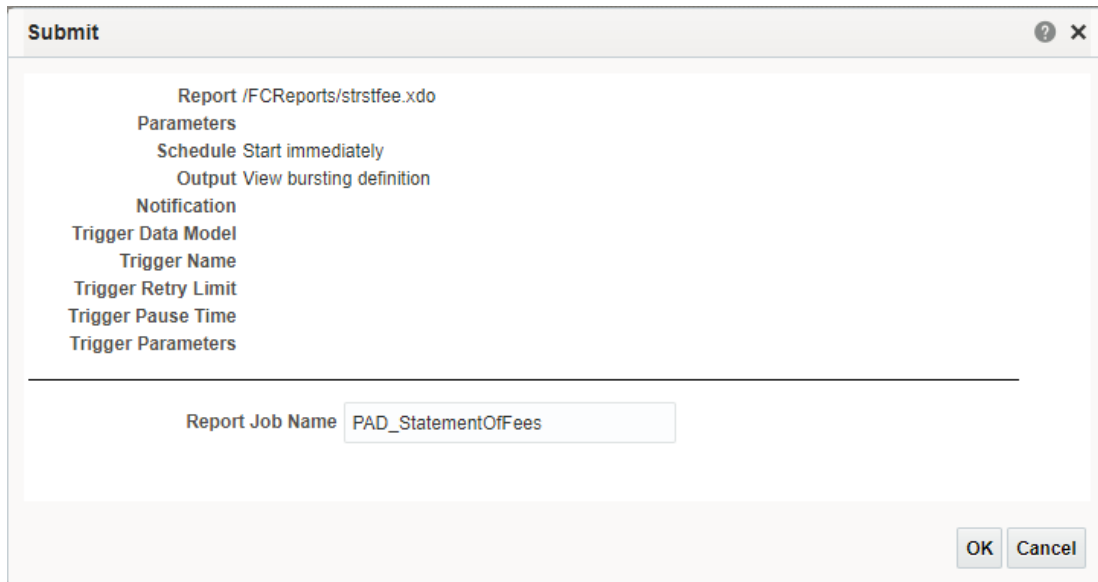 Submit
Report /FCReports/strstfee.xdo
Parameters
Schedule Start immediately
Output View bursting definition
Notification
Trigger Data Model
Trigger Name
Trigger Retry Limit
Trigger Pause Time
Trigger Parameters
Report Job Name PAD_StatementOfFees
OK Cancel